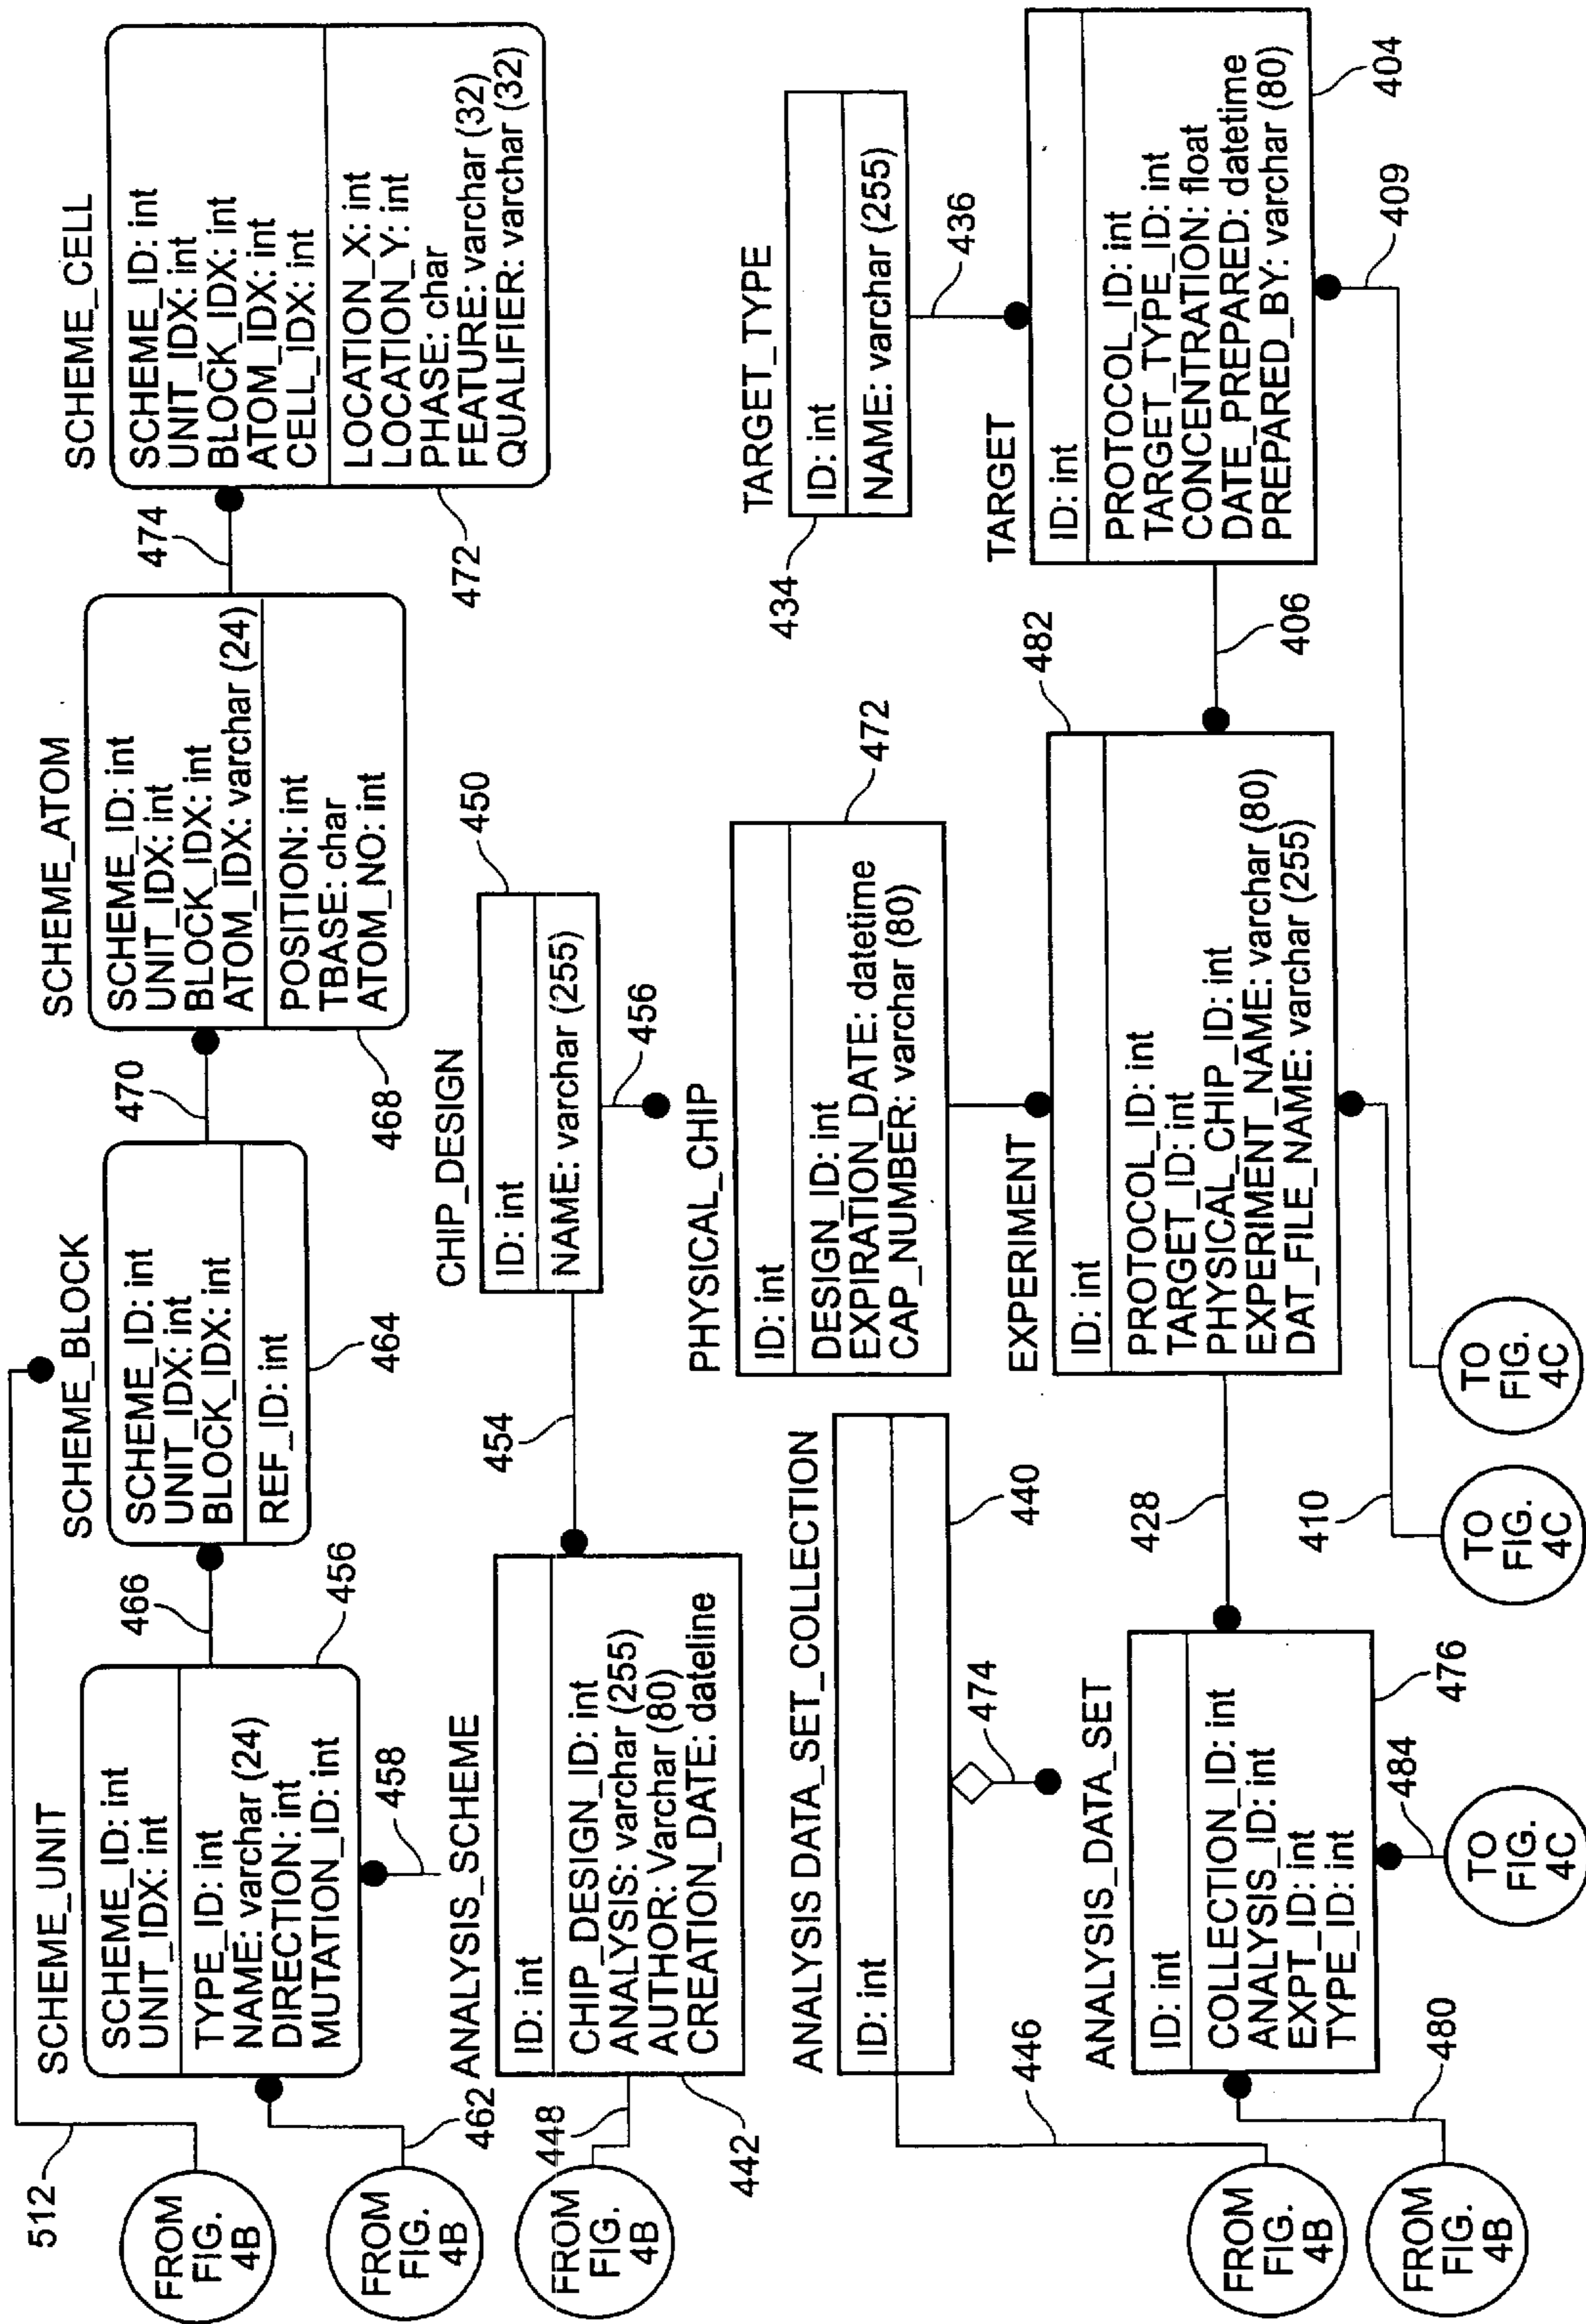 512
FROM
FIG.
4B
SCHEME_UNIT
SCHEME_ID: int
UNIT_IDX: int
TYPE_ID: int
NAME: varchar (24)
DIRECTION: int
MUTATION_ID: int
456
466
SCHEME_BLOCK
SCHEME_ID: int
UNIT_IDX: int
BLOCK_IDX: int
REF_ID: int
464
470
SCHEME_ATOM
SCHEME_ID: int
UNIT_IDX: int
BLOCK_IDX: int
ATOM_IDX: varchar (24)
POSITION: int
TBASE: char
ATOM_NO: int
468
474
SCHEME_CELL
SCHEME_ID: int
UNIT_IDX: int
BLOCK_IDX: int
ATOM_IDX: int
CELL_IDX: int
LOCATION_X: int
LOCATION_Y: int
PHASE: char
FEATURE: varchar (32)
QUALIFIER: varchar (32)
472
FROM
FIG.
4B
462
458
ANALYSIS_SCHEME
ID: int
CHIP_DESIGN_ID: int
ANALYSIS: varchar (255)
AUTHOR: Varchar (80)
CREATION_DATE: dateline
442
FROM
FIG.
4B
448
454
CHIP_DESIGN
ID: int
NAME: varchar (255)
450
456
PHYSICAL_CHIP
ID: int
DESIGN_ID: int
EXPIRATION_DATE: datetime
CAP_NUMBER: varchar (80)
472
TARGET_TYPE
ID: int
NAME: varchar (255)
434
436
ANALYSIS DATA_SET_COLLECTION
ID: int
440
446
474
FROM
FIG.
4B
ANALYSIS_DATA_SET
ID: int
COLLECTION_ID: int
ANALYSIS_ID: int
EXPT_ID: int
TYPE_ID: int
476
428
EXPERIMENT
ID: int
PROTOCOL_ID: int
TARGET_ID: int
PHYSICAL_CHIP_ID: int
EXPERIMENT_NAME: varchar (80)
DAT_FILE_NAME: varchar (255)
482
406
TARGET
ID: int
PROTOCOL_ID: int
TARGET_TYPE_ID: int
CONCENTRATION: float
DATE_PREPARED: datetime
PREPARED_BY: varchar (80)
404
409
FROM
FIG.
4B
480
484
TO
FIG.
4C
410
TO
FIG.
4C
TO
FIG.
4C